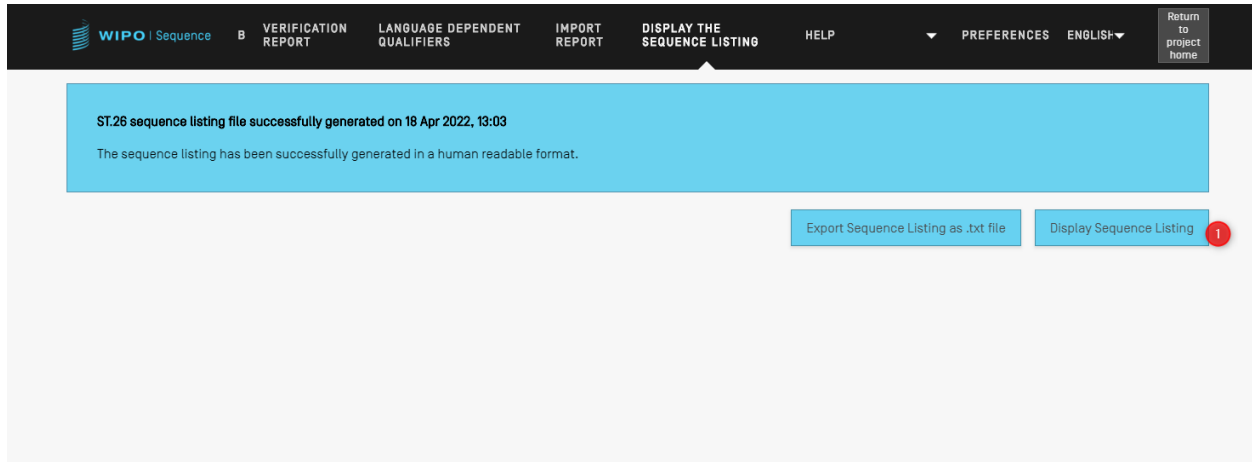 WIPO | Sequence
B
VERIFICATION
REPORT
LANGUAGE DEPENDENT
QUALIFIERS
IMPORT
REPORT
DISPLAY THE
SEQUENCE LISTING
HELP
PREFERENCES
ENGLISH
Return
to
project
home
ST.26 sequence listing file successfully generated on 18 Apr 2022, 13:03
The sequence listing has been successfully generated in a human readable format.
Export Sequence Listing as .txt file
Display Sequence Listing
1